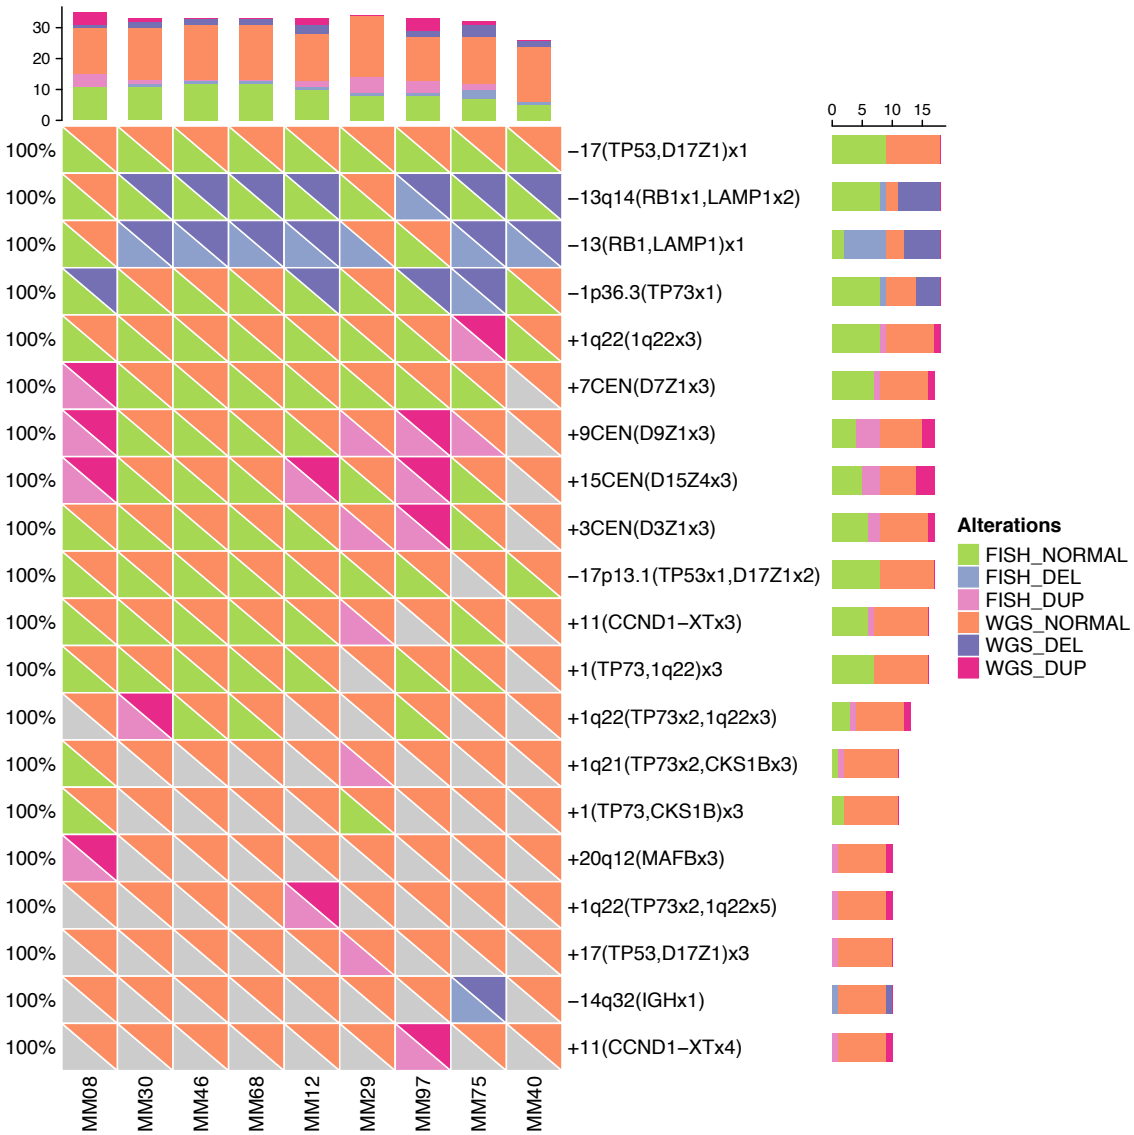 30
20
10
0
0 5 10 15
100% −17(TP53,D17Z1)x1
100% −13q14(RB1x1,LAMP1x2)
100% −13(RB1,LAMP1)x1
100% −1p36.3(TP73x1)
100% +1q22(1q22x3)
100% +7CEN(D7Z1x3)
100% +9CEN(D9Z1x3)
100% +15CEN(D15Z4x3)
100% +3CEN(D3Z1x3)
100% −17p13.1(TP53x1,D17Z1x2)
100% +11(CCND1−XTx3)
100% +1(TP73,1q22)x3
100% +1q22(TP73x2,1q22x3)
100% +1q21(TP73x2,CKS1Bx3)
100% +1(TP73,CKS1B)x3
100% +20q12(MAFBx3)
100% +1q22(TP73x2,1q22x5)
100% +17(TP53,D17Z1)x3
100% −14q32(IGHx1)
100% +11(CCND1−XTx4)
MM08 MM30 MM46 MM68 MM12 MM29 MM97 MM75 MM40
Alterations
FISH_NORMAL
FISH_DEL
FISH_DUP
WGS_NORMAL
WGS_DEL
WGS_DUP